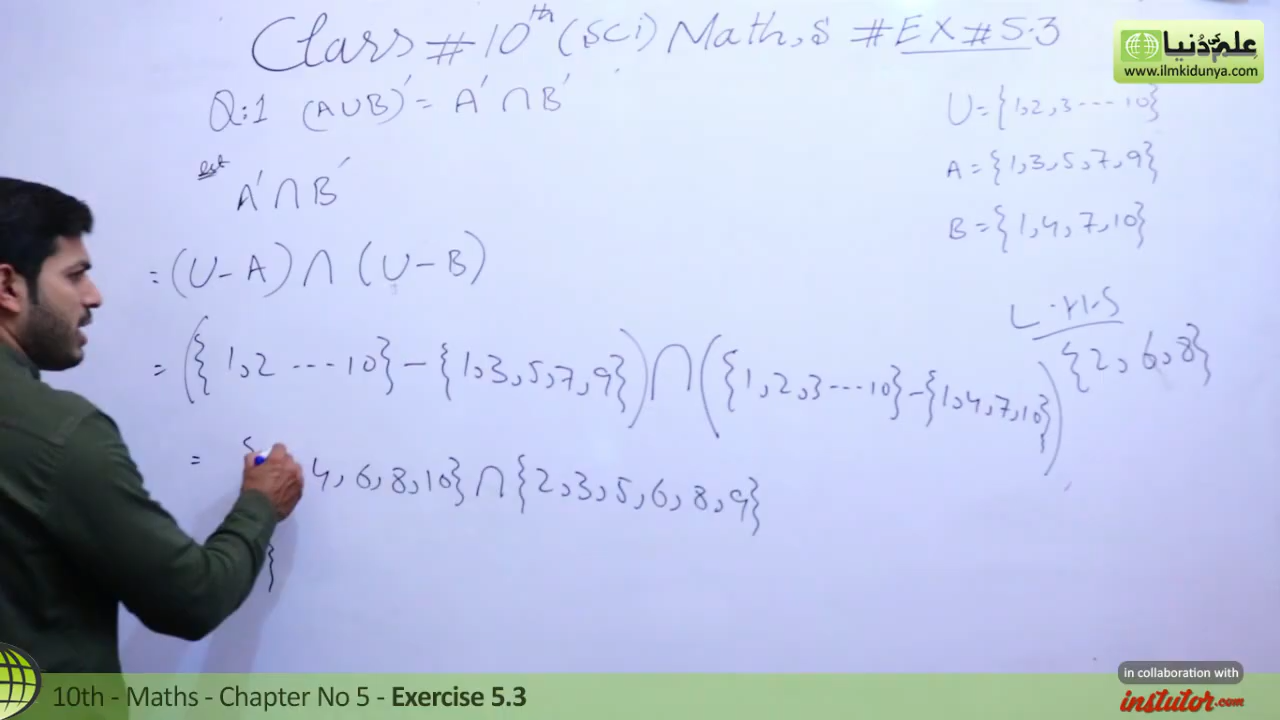 Class # 10th (SCI) Math,s # EX # 5.3
علم کی دنیا
www.ilmkidunya.com
Q:1 (A∪B)′ = A′ ∩ B′
U = {1,2,3 --- 10}
A = {1,3,5,7,9}
B = {1,4,7,10}
A′ ∩ B′
= (U - A) ∩ (U - B)
L.H.S
{2, 6, 8}
= ({1,2 --- 10} - {1,3,5,7,9}) ∩ ({1,2,3 --- 10} - {1,4,7,10})
= { 4,6,8,10} ∩ {2,3,5,6,8,9}
{
in collaboration with
instutor.com
10th - Maths - Chapter No 5 - Exercise 5.3